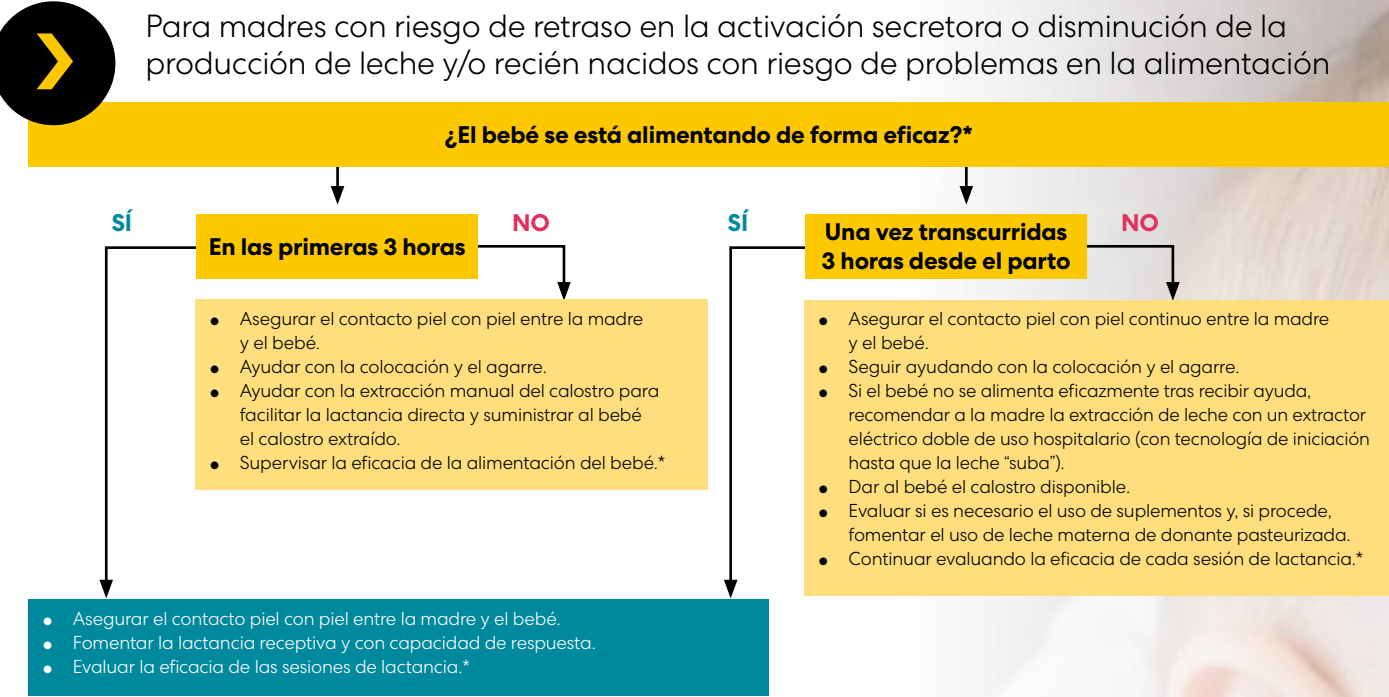 Para madres con riesgo de retraso en la activación secretora o disminución de la
producción de leche y/o recién nacidos con riesgo de problemas en la alimentación
¿El bebé se está alimentando de forma eficaz?*
SÍ
En las primeras 3 horas
NO
● Asegurar el contacto piel con piel entre la madre
y el bebé.
● Ayudar con la colocación y el agarre.
● Ayudar con la extracción manual del calostro para
facilitar la lactancia directa y suministrar al bebé
el calostro extraído.
● Supervisar la eficacia de la alimentación del bebé.*
SÍ
Una vez transcurridas
3 horas desde el parto
NO
● Asegurar el contacto piel con piel continuo entre la madre
y el bebé.
● Seguir ayudando con la colocación y el agarre.
● Si el bebé no se alimenta eficazmente tras recibir ayuda,
recomendar a la madre la extracción de leche con un extractor
eléctrico doble de uso hospitalario (con tecnología de iniciación
hasta que la leche “suba”).
● Dar al bebé el calostro disponible.
● Evaluar si es necesario el uso de suplementos y, si procede,
fomentar el uso de leche materna de donante pasteurizada.
● Continuar evaluando la eficacia de cada sesión de lactancia.*
● Asegurar el contacto piel con piel entre la madre y el bebé.
● Fomentar la lactancia receptiva y con capacidad de respuesta.
● Evaluar la eficacia de las sesiones de lactancia.*